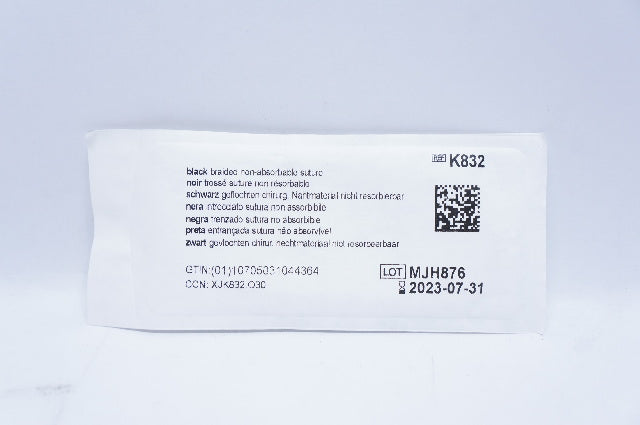 REF K832
black braided non-absorbable suture
noir tressé suture non résorbable
schwarz geflochten chirurg. Nahtmaterial nicht resorbierbar
nera intrecciato sutura non assorbibile
negra trenzado sutura no absorbible
preta entrançada sutura não absorvível
zwart gevlochten chirur. hechtmateriaal niet resorbeerbaar
GTIN:(01)10705031044364
LOT MJH876
CCN: XJK832.O30
2023-07-31